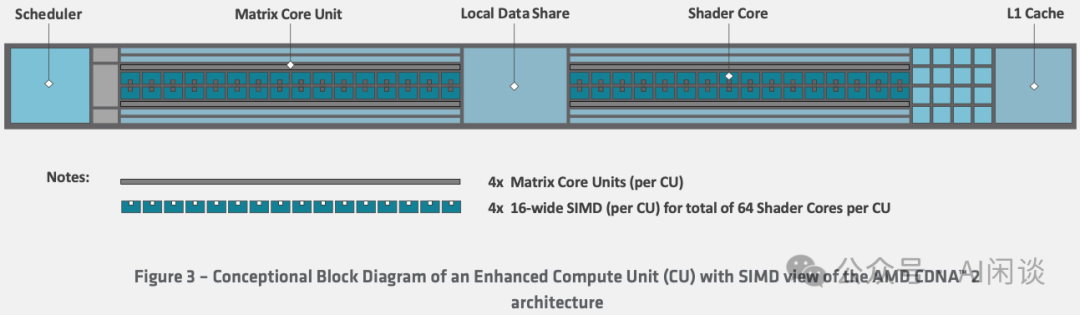 Scheduler
Matrix Core Unit
Local Data Share
Shader Core
L1 Cache
Notes:
4x Matrix Core Units (per CU)
4x 16-wide SIMD (per CU) for total of 64 Shader Cores per CU
Figure 3 – Conceptual Block Diagram of an Enhanced Compute Unit (CU) with SIMD view of the AMD CDNA™ 2
architecture
公众号 · AI闲谈